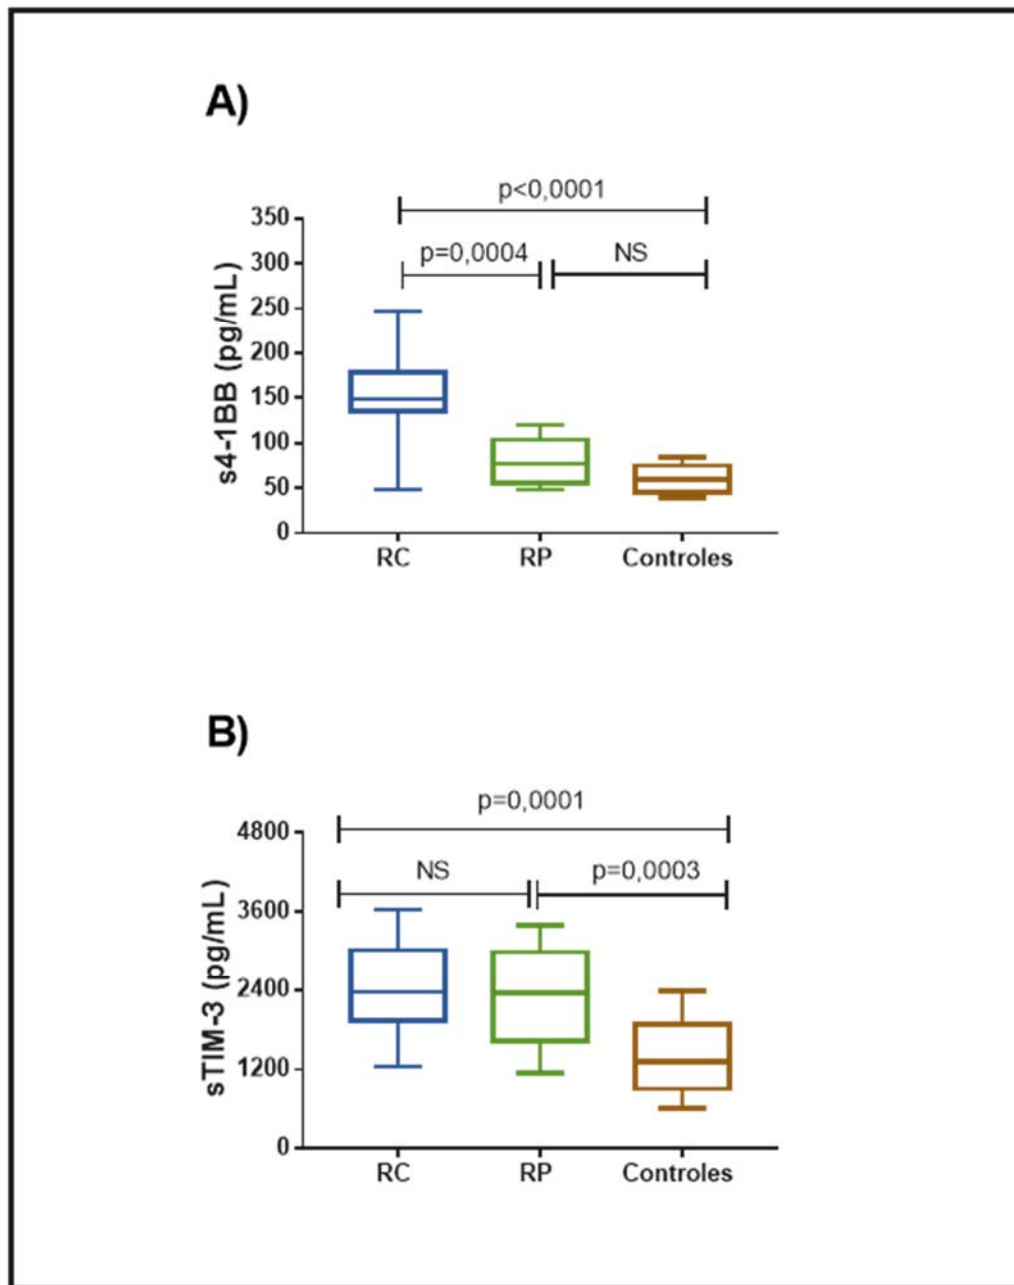 A)
p<0,0001
350
p=0,0004
NS
300
250
200
150
100
50
0
s4-1BB (pg/mL)
RC
RP
Controles
B)
p=0,0001
4800
NS
p=0,0003
3600
2400
1200
0
sTIM-3 (pg/mL)
RC
RP
Controles